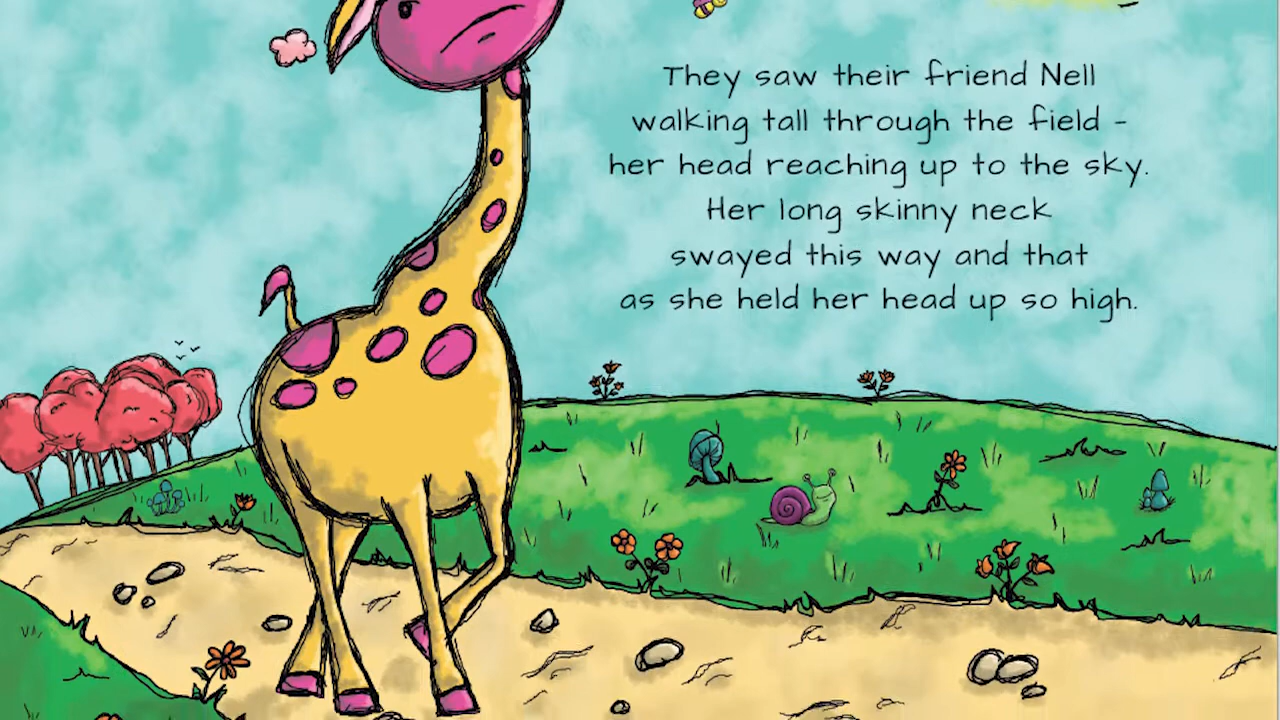 They saw their friend Nell
walking tall through the field -
her head reaching up to the sky.
Her long skinny neck
swayed this way and that
as she held her head up so high.